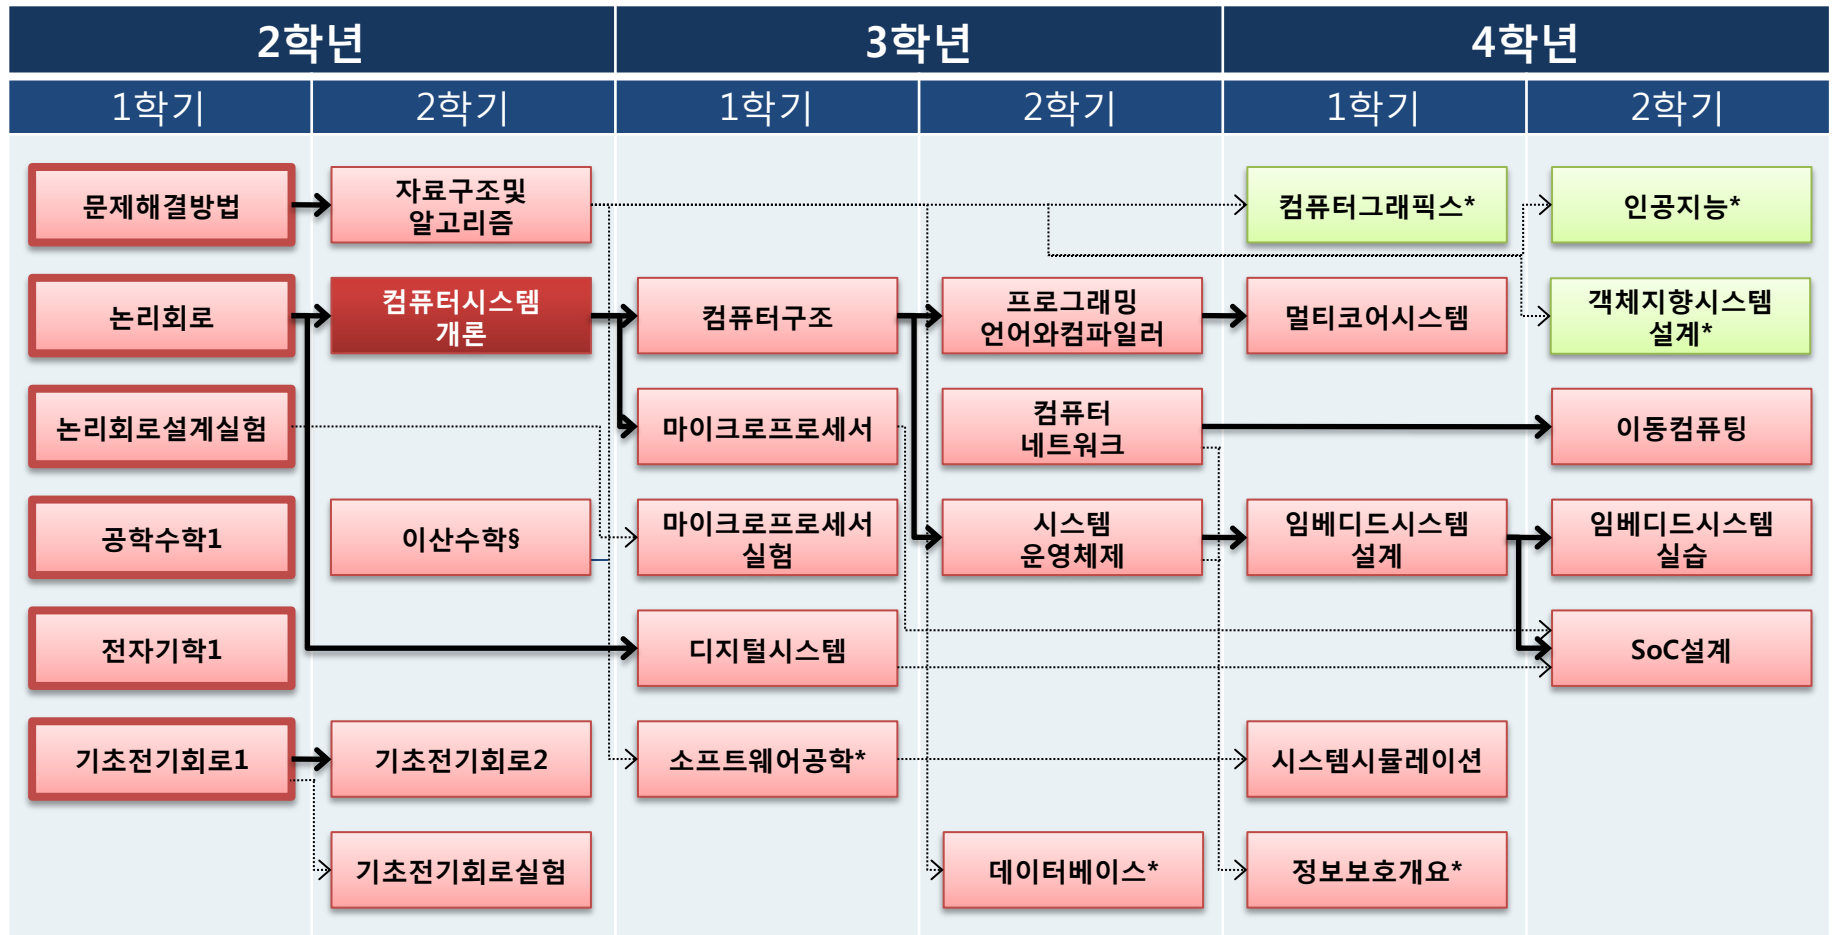 2학년
3학년
4학년
1학기
2학기
1학기
2학기
1학기
2학기
문제해결방법
자료구조및
알고리즘
컴퓨터그래픽스*
인공지능*
논리회로
컴퓨터시스템
개론
컴퓨터구조
프로그래밍
언어와컴파일러
멀티코어시스템
객체지향시스템
설계*
논리회로설계실험
마이크로프로세서
컴퓨터
네트워크
이동컴퓨팅
공학수학1
이산수학§
마이크로프로세서
실험
시스템
운영체제
임베디드시스템
설계
임베디드시스템
실습
전자기학1
디지털시스템
SoC설계
기초전기회로1
기초전기회로2
소프트웨어공학*
시스템시뮬레이션
기초전기회로실험
데이터베이스*
정보보호개요*